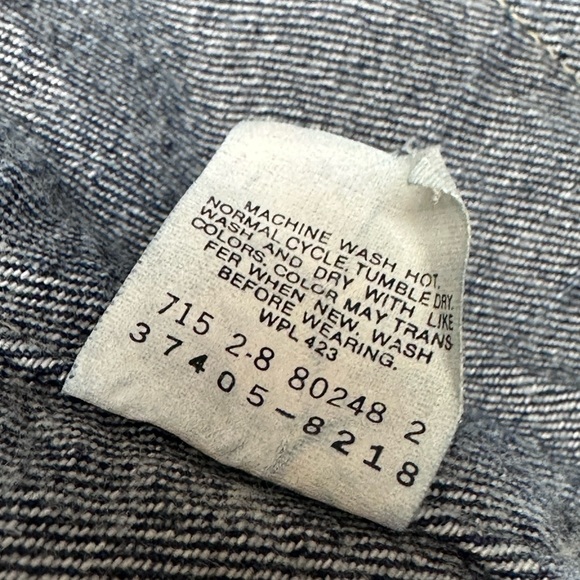 MACHINE WASH HOT,
NORMAL CYCLE, TUMBLE DRY.
WASH AND DRY WITH LIKE
COLORS, COLOR MAY TRANS
FER WHEN NEW. WASH
BEFORE WEARING.
WPL 423
715 2-8 80248 2
37405-8218